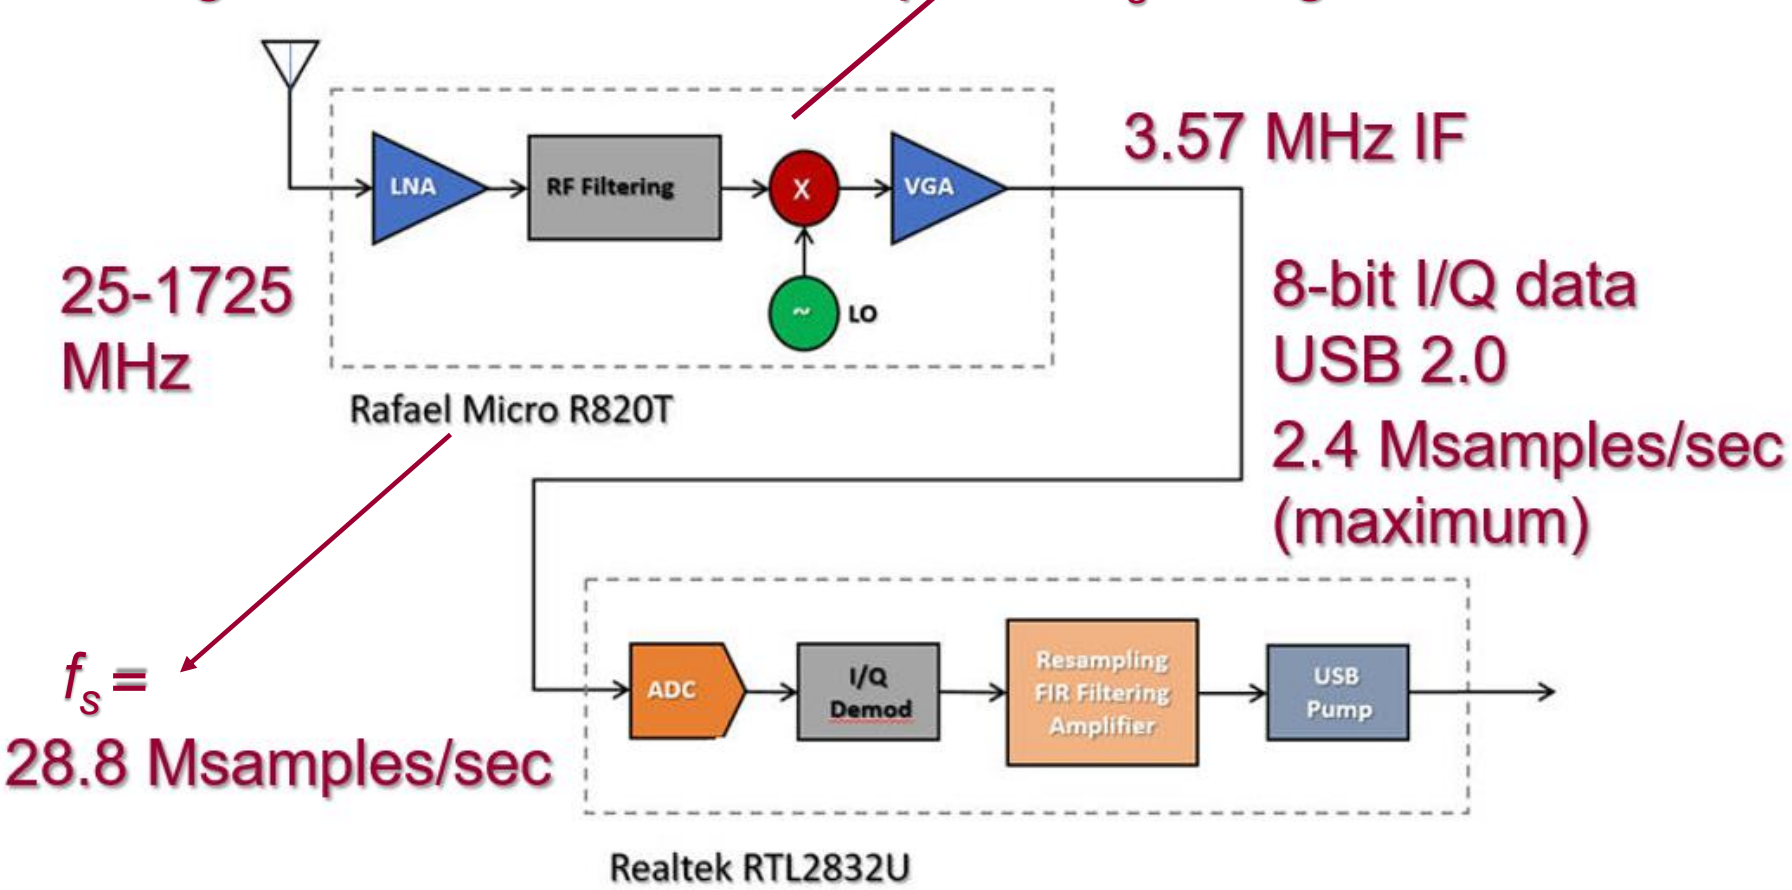 LNA
RF Filtering
X
VGA
~
LO
3.57 MHz IF
25-1725
MHz
8-bit I/Q data
USB 2.0
2.4 Msamples/sec
(maximum)
Rafael Micro R820T
fs =
28.8 Msamples/sec
ADC
I/Q
Demod
Resampling
FIR Filtering
Amplifier
USB
Pump
Realtek RTL2832U